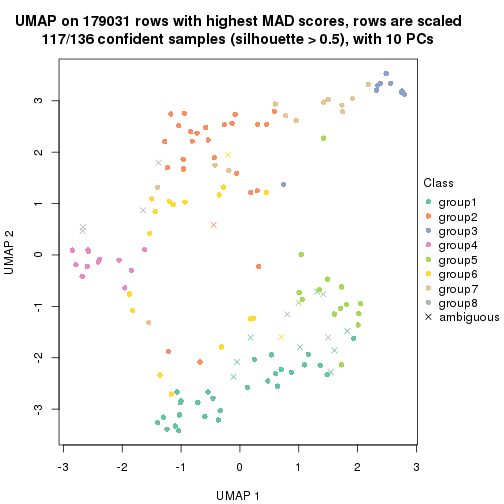 UMAP on 179031 rows with highest MAD scores, rows are scaled
117/136 confident samples (silhouette > 0.5), with 10 PCs
3
2
1
0
-1
-2
-3
UMAP 2
-3
-2
-1
0
1
2
3
UMAP 1
Class
group1
group2
group3
group4
group5
group6
group7
group8
ambiguous